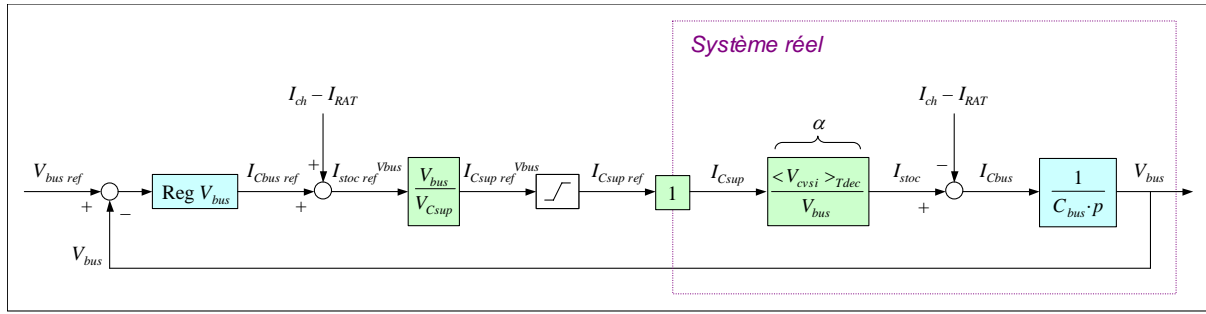 Système réel
I_ch – I_RAT
I_ch – I_RAT
α
V_bus ref
+
−
Reg V_bus
I_Cbus ref
+
+
I_stoc ref^Vbus
V_bus
V_Csup
I_Csup ref^Vbus
I_Csup ref
1
I_Csup
<V_cvsi>_Tdec
V_bus
I_stoc
−
+
I_Cbus
1
C_bus·p
V_bus
V_bus